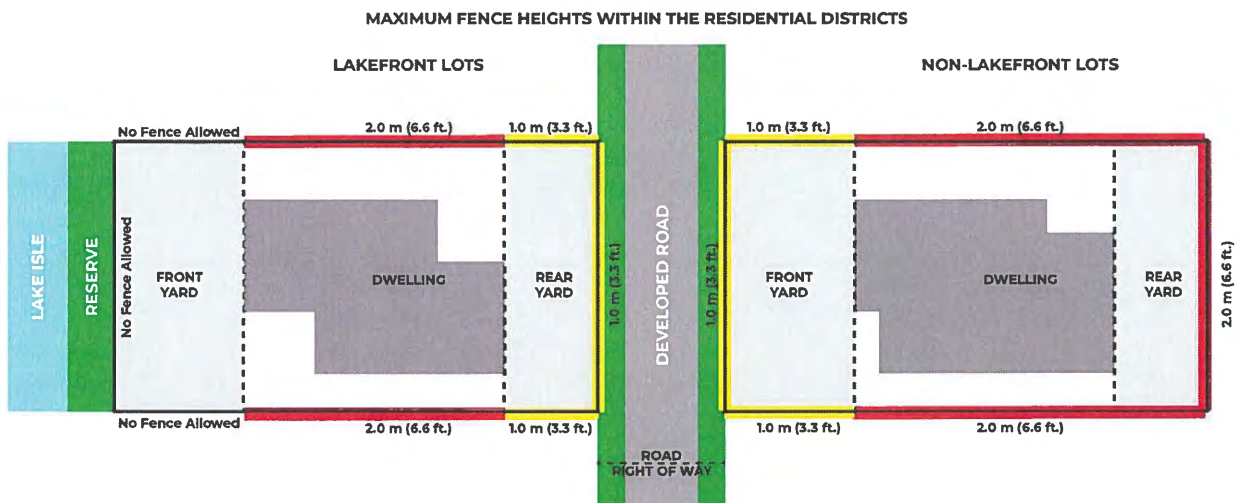 MAXIMUM FENCE HEIGHTS WITHIN THE RESIDENTIAL DISTRICTS
LAKEFRONT LOTS
NON-LAKEFRONT LOTS
No Fence Allowed
2.0 m (6.6 ft.)
1.0 m (3.3 ft.)
1.0 m (3.3 ft.)
2.0 m (6.6 ft.)
LAKE ISLE
RESERVE
No Fence Allowed
FRONT
YARD
DWELLING
REAR
YARD
1.0 m (3.3 ft.)
DEVELOPED ROAD
1.0 m (3.3 ft.)
FRONT
YARD
DWELLING
REAR
YARD
2.0 m (6.6 ft.)
No Fence Allowed
2.0 m (6.6 ft.)
1.0 m (3.3 ft.)
1.0 m (3.3 ft.)
2.0 m (6.6 ft.)
ROAD
RIGHT OF WAY